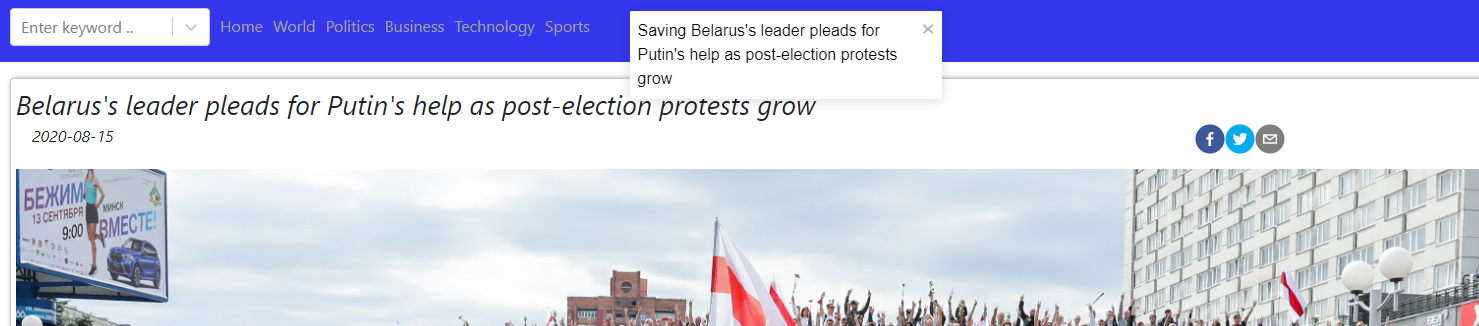 Enter keyword ..
Home World Politics Business Technology Sports
Saving Belarus's leader pleads for
Putin's help as post-election protests
grow
Belarus's leader pleads for Putin's help as post-election protests grow
2020-08-15
БЕЖИМ
13 СЕНТЯБРЯ
МИНСК
9:00
ВМЕСТЕ!